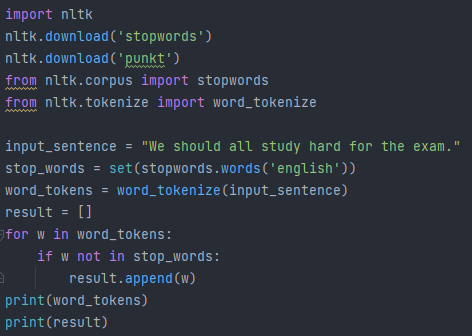 import nltk
nltk.download('stopwords')
nltk.download('punkt')
from nltk.corpus import stopwords
from nltk.tokenize import word_tokenize

input_sentence = "We should all study hard for the exam."
stop_words = set(stopwords.words('english'))
word_tokens = word_tokenize(input_sentence)
result = []
for w in word_tokens:
    if w not in stop_words:
        result.append(w)
print(word_tokens)
print(result)